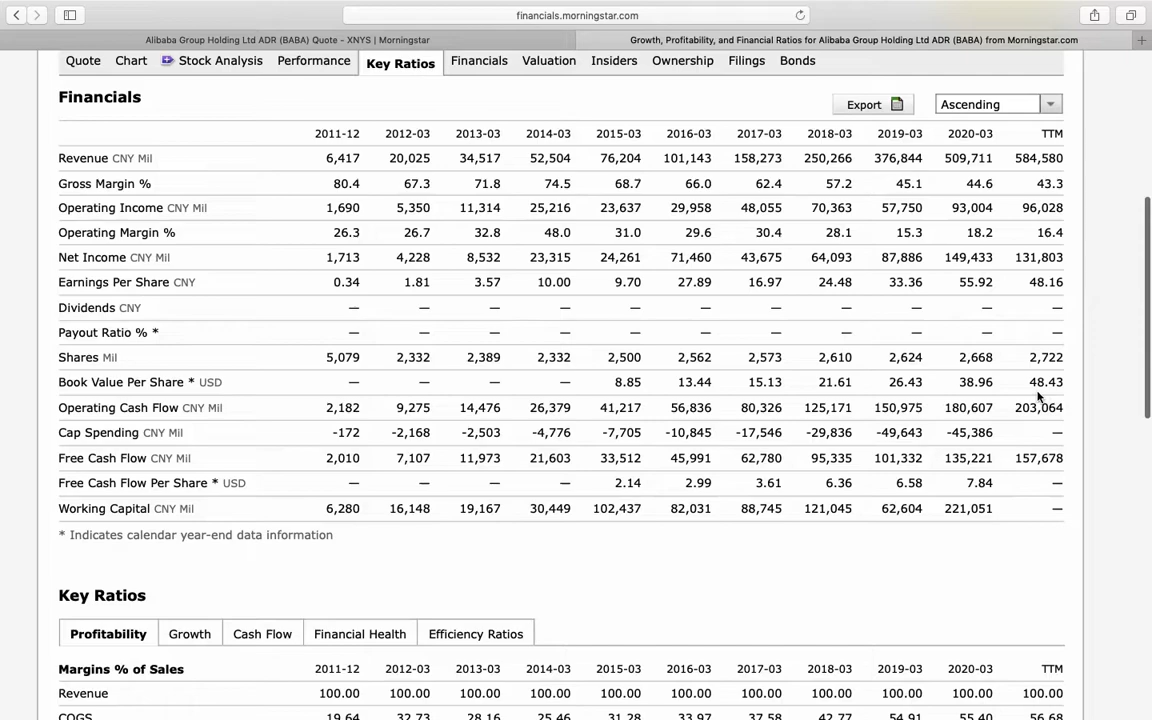 financials.morningstar.com
Alibaba Group Holding Ltd ADR (BABA) Quote - XNYS | Morningstar
Growth, Profitability, and Financial Ratios for Alibaba Group Holding Ltd ADR (BABA) from Morningstar.com
Quote Chart Stock Analysis Performance Key Ratios Financials Valuation Insiders Ownership Filings Bonds
Financials
Export Ascending
2011-12 2012-03 2013-03 2014-03 2015-03 2016-03 2017-03 2018-03 2019-03 2020-03 TTM
Revenue CNY Mil 6,417 20,025 34,517 52,504 76,204 101,143 158,273 250,266 376,844 509,711 584,580
Gross Margin % 80.4 67.3 71.8 74.5 68.7 66.0 62.4 57.2 45.1 44.6 43.3
Operating Income CNY Mil 1,690 5,350 11,314 25,216 23,637 29,958 48,055 70,363 57,750 93,004 96,028
Operating Margin % 26.3 26.7 32.8 48.0 31.0 29.6 30.4 28.1 15.3 18.2 16.4
Net Income CNY Mil 1,713 4,228 8,532 23,315 24,261 71,460 43,675 64,093 87,886 149,433 131,803
Earnings Per Share CNY 0.34 1.81 3.57 10.00 9.70 27.89 16.97 24.48 33.36 55.92 48.16
Dividends CNY — — — — — — — — — — —
Payout Ratio % * — — — — — — — — — — —
Shares Mil 5,079 2,332 2,389 2,332 2,500 2,562 2,573 2,610 2,624 2,668 2,722
Book Value Per Share * USD — — — — 8.85 13.44 15.13 21.61 26.43 38.96 48.43
Operating Cash Flow CNY Mil 2,182 9,275 14,476 26,379 41,217 56,836 80,326 125,171 150,975 180,607 203,064
Cap Spending CNY Mil -172 -2,168 -2,503 -4,776 -7,705 -10,845 -17,546 -29,836 -49,643 -45,386 —
Free Cash Flow CNY Mil 2,010 7,107 11,973 21,603 33,512 45,991 62,780 95,335 101,332 135,221 157,678
Free Cash Flow Per Share * USD — — — — 2.14 2.99 3.61 6.36 6.58 7.84 —
Working Capital CNY Mil 6,280 16,148 19,167 30,449 102,437 82,031 88,745 121,045 62,604 221,051 —
* Indicates calendar year-end data information
Key Ratios
Profitability Growth Cash Flow Financial Health Efficiency Ratios
Margins % of Sales 2011-12 2012-03 2013-03 2014-03 2015-03 2016-03 2017-03 2018-03 2019-03 2020-03 TTM
Revenue 100.00 100.00 100.00 100.00 100.00 100.00 100.00 100.00 100.00 100.00 100.00
COGS 19.64 32.73 28.16 25.46 31.28 33.97 37.58 42.77 54.91 55.40 56.68